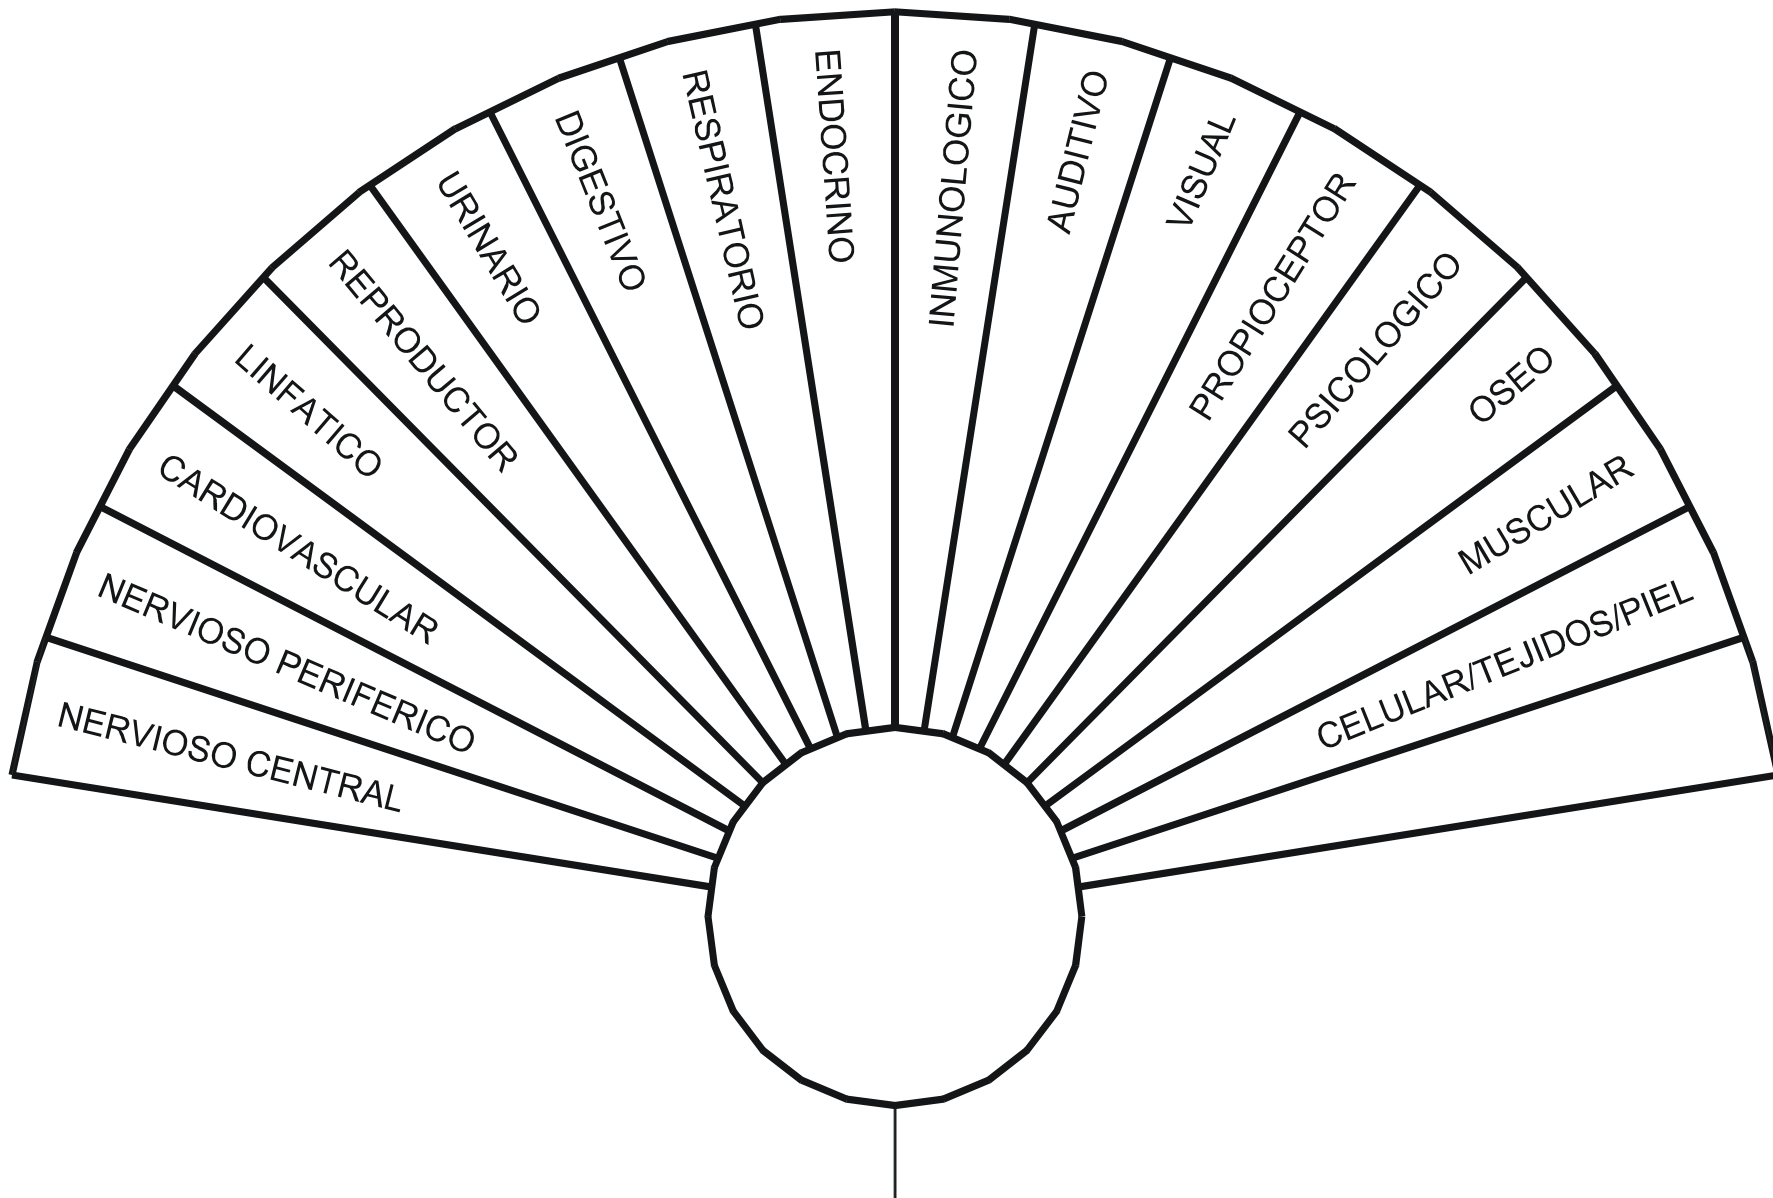 NERVIOSO CENTRAL
NERVIOSO PERIFERICO
CARDIOVASCULAR
LINFATICO
REPRODUCTOR
URINARIO
DIGESTIVO
RESPIRATORIO
ENDOCRINO
INMUNOLOGICO
AUDITIVO
VISUAL
PROPIOCEPTOR
PSICOLOGICO
OSEO
MUSCULAR
CELULAR/TEJIDOS/PIEL